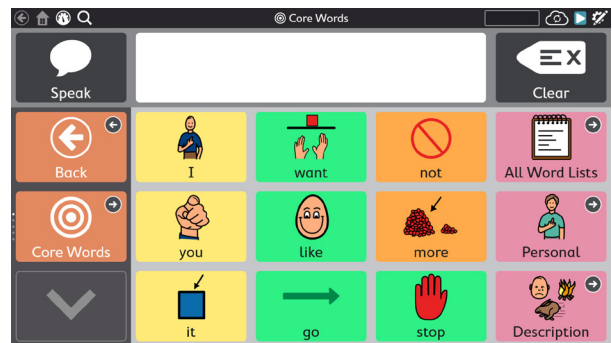 Core Words
Speak
Clear
Back
I
want
not
All Word Lists
Core Words
you
like
more
Personal
it
go
stop
Description